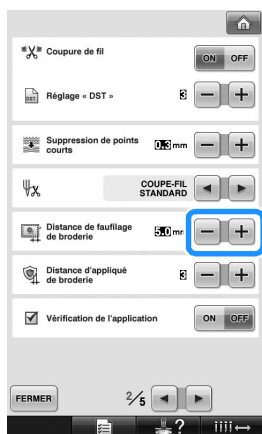 Coupure de fil
ON OFF
DST
Réglage « DST »
3
Suppression de points
courts
0.3 mm
COUPE-FIL
STANDARD
Distance de faufilage
de broderie
5.0 mm
Distance d'appliqué
de broderie
3
Vérification de l'application
ON OFF
FERMER
2/5
?